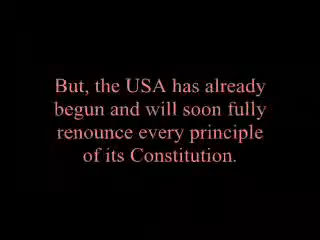 But, the USA has already
begun and will soon fully
renounce every principle
of its Constitution.